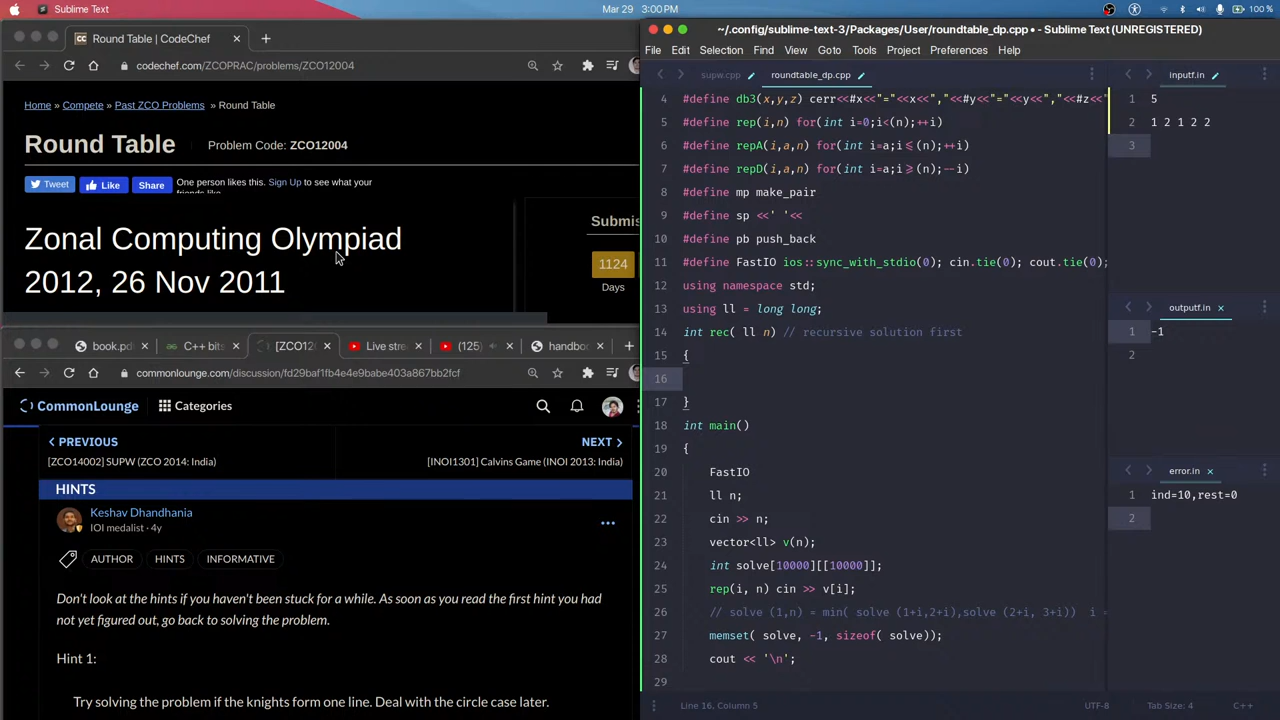 Sublime Text
Mar 29 3:00PM
100 %
Round Table | CodeChef
codechef.com/ZCOPRAC/problems/ZCO12004
Home » Compete » Past ZCO Problems » Round Table
Round Table
Problem Code: ZCO12004
Tweet
Like
Share
One person likes this. Sign Up to see what your
friends like.
Zonal Computing Olympiad
2012, 26 Nov 2011
Submis
1124
Days
book.pd
C++ bits
[ZCO12
Live stre
(125)
handboo
commonlounge.com/discussion/fd29baf1fb4e4e9babe403a867bb2cf
CommonLounge
Categories
PREVIOUS
NEXT
[ZCO14002] SUPW (ZCO 2014: India)
[INOI1301] Calvins Game (INOI 2013: India)
HINTS
Keshav Dhandhania
IOI medalist · 4y
AUTHOR
HINTS
INFORMATIVE
Don't look at the hints if you haven't been stuck for a while. As soon as you read the first hint you had
not yet figured out, go back to solving the problem.
Hint 1:
Try solving the problem if the knights form one line. Deal with the circle case later.
~/.config/sublime-text-3/Packages/User/roundtable_dp.cpp • - Sublime Text (UNREGISTERED)
File Edit Selection Find View Goto Tools Project Preferences Help
supw.cpp
roundtable_dp.cpp
4 #define db3(x,y,z) cerr<<#x<<"="<<x<<","<<#y<<"="<<y<<","<<#z<<"
5 #define rep(i,n) for(int i=0;i<(n);++i)
6 #define repA(i,a,n) for(int i=a;i≤(n);++i)
7 #define repD(i,a,n) for(int i=a;i≥(n);--i)
8 #define mp make_pair
9 #define sp <<' '<<
10 #define pb push_back
11 #define FastIO ios::sync_with_stdio(0); cin.tie(0); cout.tie(0);
12 using namespace std;
13 using ll = long long;
14 int rec( ll n) // recursive solution first
15 {
16
17 }
18 int main()
19 {
20 FastIO
21 ll n;
22 cin >> n;
23 vector<ll> v(n);
24 int solve[10000][[10000]];
25 rep(i, n) cin >> v[i];
26 // solve (1,n) = min( solve (1+i,2+i),solve (2+i, 3+i)) i =
27 memset( solve, -1, sizeof( solve));
28 cout << '\n';
29
inputf.in
1 5
2 1 2 1 2 2
3
outputf.in
1 -1
2
error.in
1 ind=10,rest=0
2
Line 16, Column 5
UTF-8
Tab Size: 4
C++